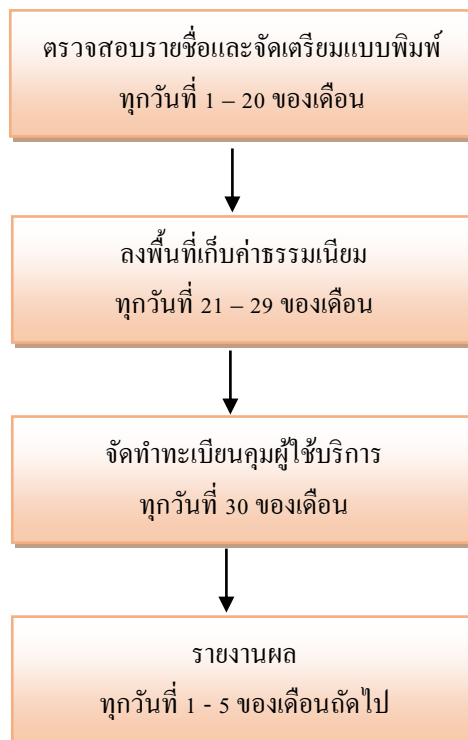 ตรวจสอบรายชื่อและจัดเตรียมแบบพิมพ์
ทุกวันที่ 1 – 20 ของเดือน
ลงพื้นที่เก็บค่าธรรมเนียม
ทุกวันที่ 21 – 29 ของเดือน
จัดทำทะเบียนคุมผู้ใช้บริการ
ทุกวันที่ 30 ของเดือน
รายงานผล
ทุกวันที่ 1 - 5 ของเดือนถัดไป